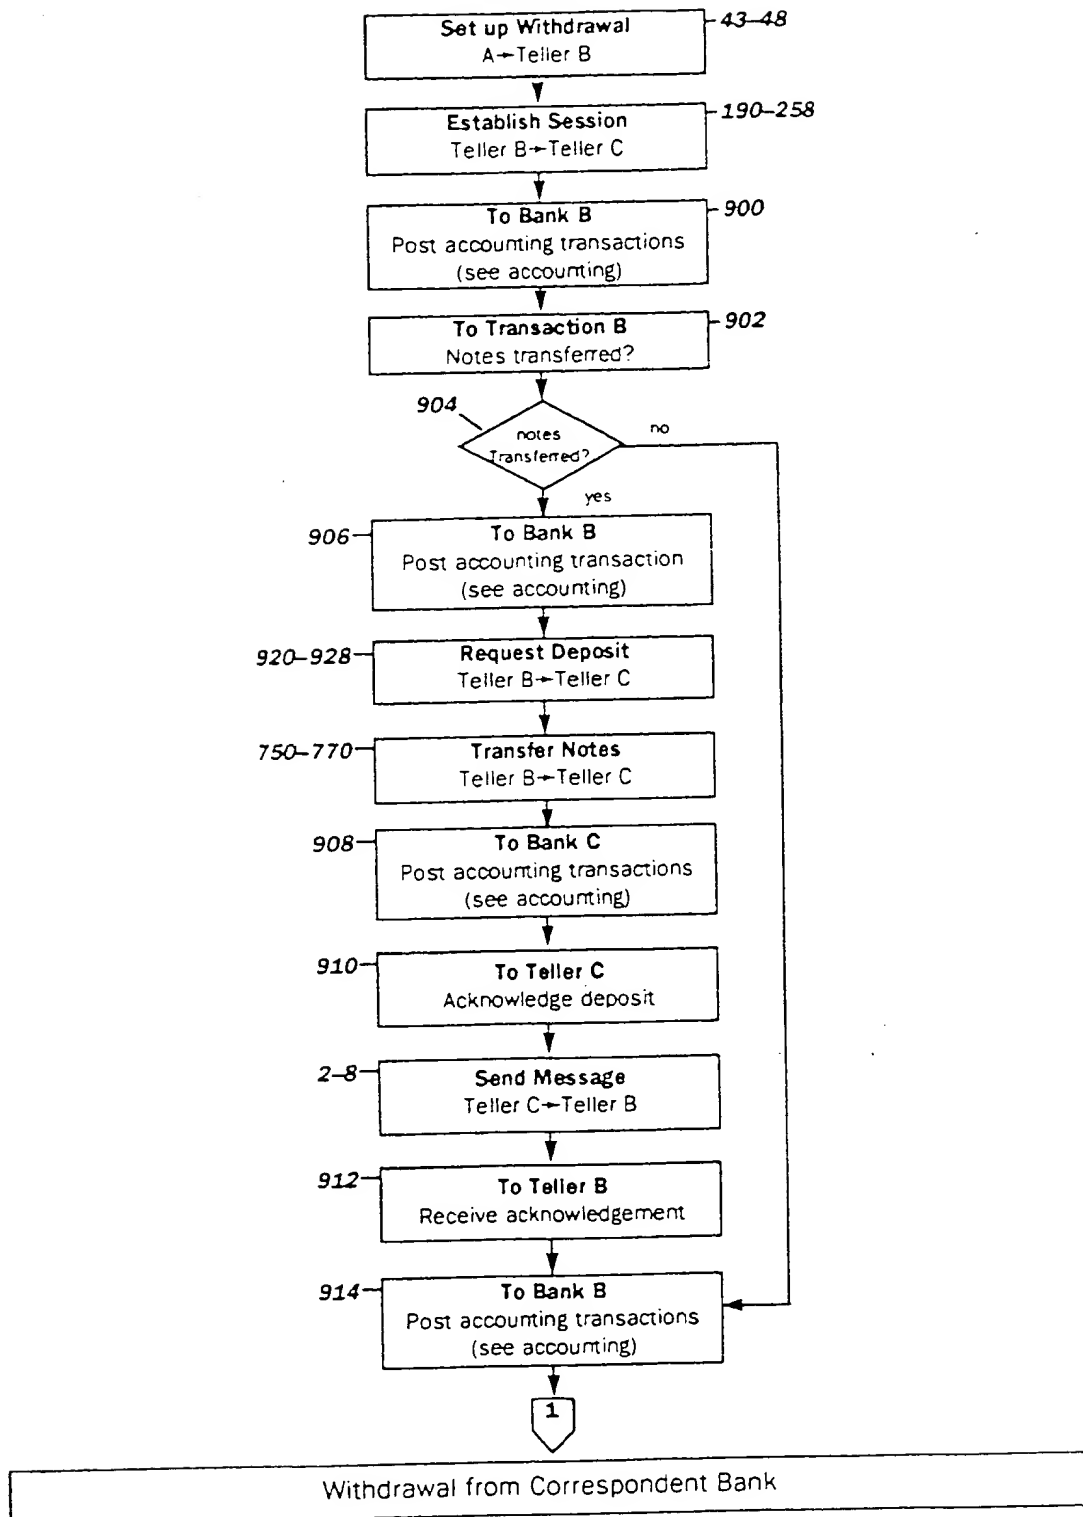 Set up Withdrawal
A→Teller B
43–48
Establish Session
Teller B→Teller C
190–258
To Bank B
Post accounting transactions
(see accounting)
900
To Transaction B
Notes transferred?
902
904
notes
Transferred?
no
yes
906
To Bank B
Post accounting transaction
(see accounting)
920–928
Request Deposit
Teller B→Teller C
750–770
Transfer Notes
Teller B→Teller C
908
To Bank C
Post accounting transactions
(see accounting)
910
To Teller C
Acknowledge deposit
2–8
Send Message
Teller C→Teller B
912
To Teller B
Receive acknowledgement
914
To Bank B
Post accounting transactions
(see accounting)
1
Withdrawal from Correspondent Bank